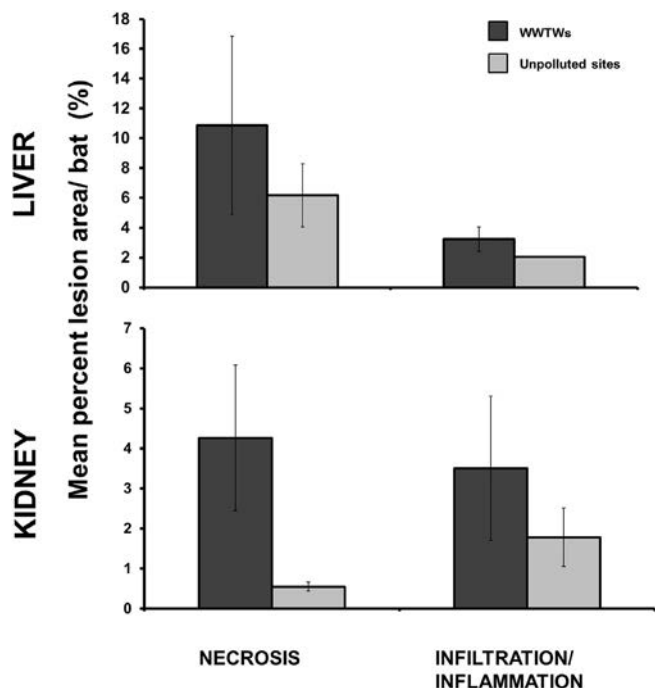 WWTWs
Unpolluted sites
LIVER
KIDNEY
Mean percent lesion area/ bat (%)
18
16
14
12
10
8
6
4
2
0
7
6
5
4
3
2
1
0
NECROSIS
INFILTRATION/
INFLAMMATION